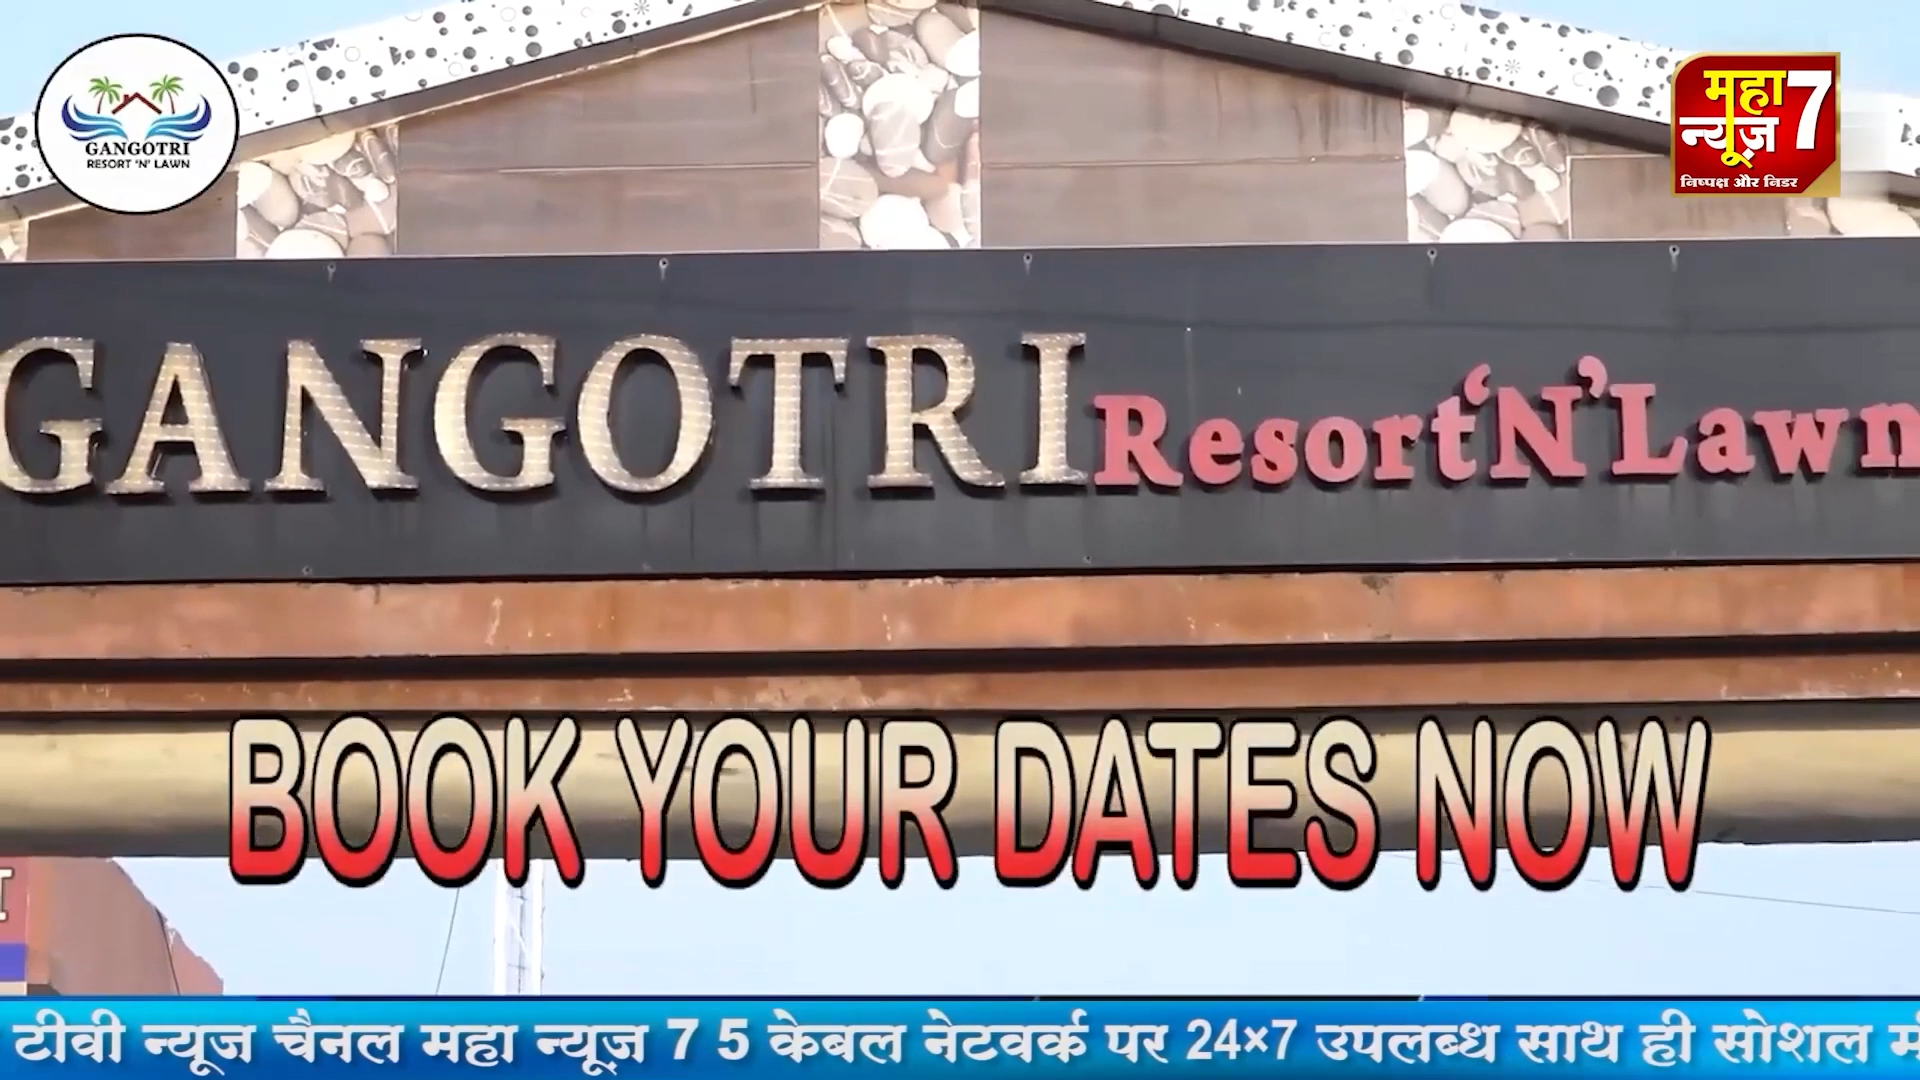 GANGOTRI
RESORT 'N' LAWN
महा 7
न्यूज़
निष्पक्ष और निडर
GANGOTRI Resort 'N' Lawn
BOOK YOUR DATES NOW
टीवी न्यूज चैनल महा न्यूज़ 7 5 केबल नेटवर्क पर 24×7 उपलब्ध साथ ही सोशल